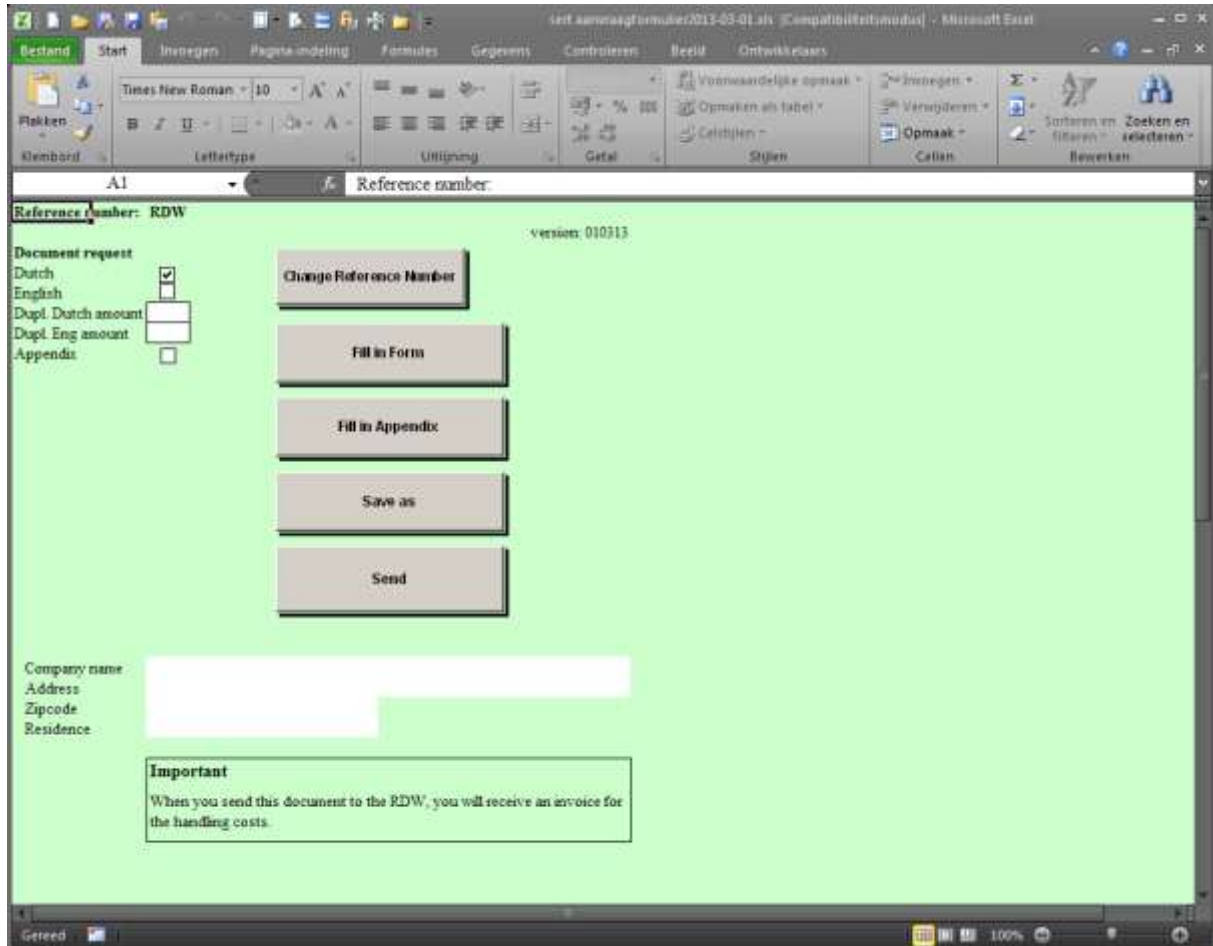 sert aanvraagformulier2013-03-01.xls [Compatibiliteitsmodus] - Microsoft Excel
Bestand Start Invoegen Pagina-indeling Formules Gegevens Controleren Beeld Ontwikkelaars
Plakken
Times New Roman 10 A A
B I U A
% 000
Voorwaardelijke opmaak
Opmaken als tabel
Celstijlen
Invoegen
Verwijderen
Opmaak
Σ
Sorteren en filteren
Zoeken en selecteren
Klembord Lettertype Uitlijning Getal Stijlen Cellen Bewerken
A1 fx Reference number:
Reference number: RDW
version: 010313
Document request
Dutch
English
Dupl. Dutch amount
Dupl. Eng amount
Appendix
Change Reference Number
Fill in Form
Fill in Appendix
Save as
Send
Company name
Address
Zipcode
Residence
Important
When you send this document to the RDW, you will receive an invoice for
the handling costs.
Gereed 100%